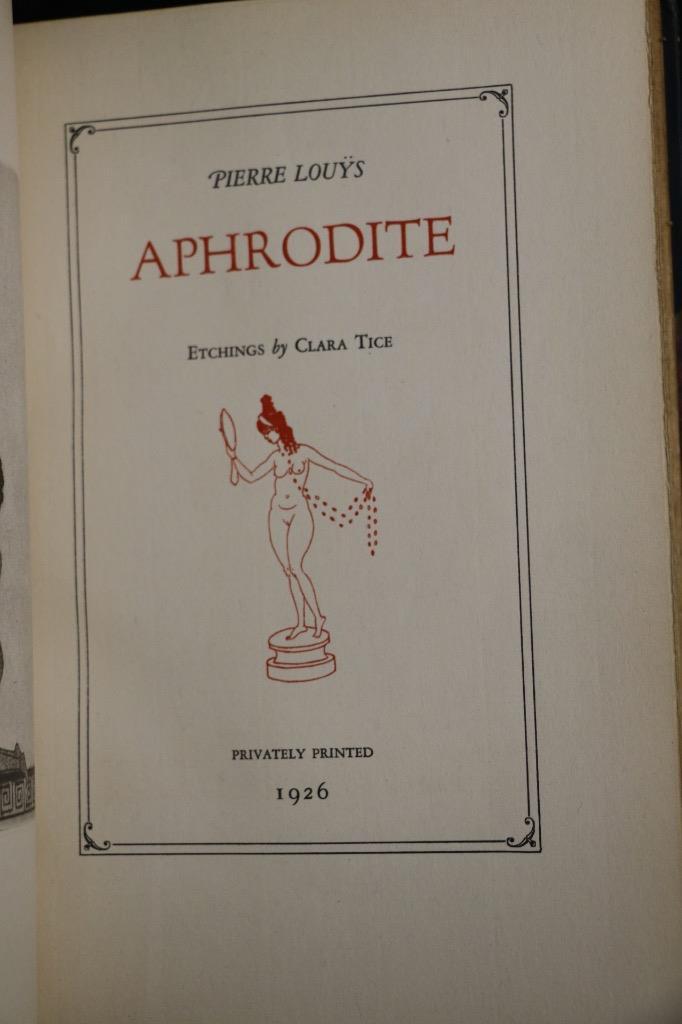 PIERRE LOUŸS
APHRODITE
ETCHINGS by CLARA TICE
PRIVATELY PRINTED
1926